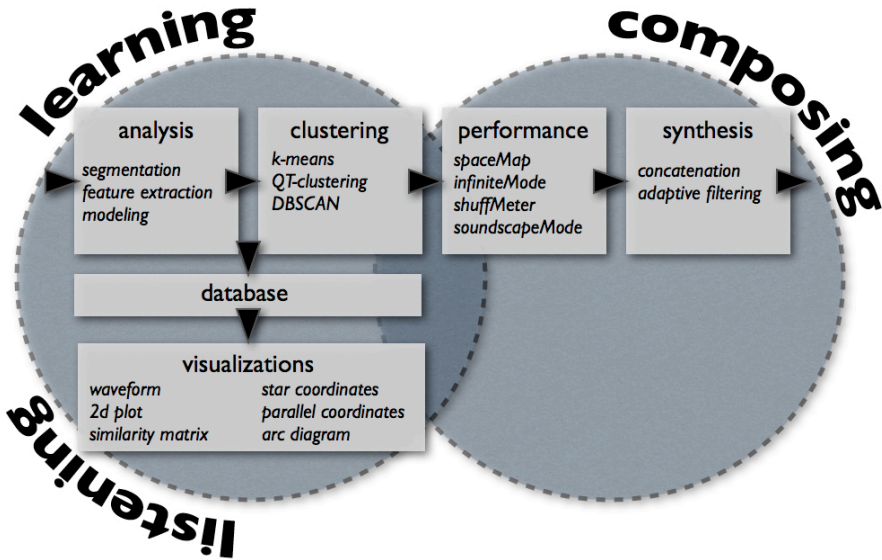 learning
composing
analysis
segmentation
feature extraction
modeling
clustering
k-means
QT-clustering
DBSCAN
performance
spaceMap
infiniteMode
shuffMeter
soundscapeMode
synthesis
concatenation
adaptive filtering
database
visualizations
waveform
2d plot
similarity matrix
star coordinates
parallel coordinates
arc diagram
listening